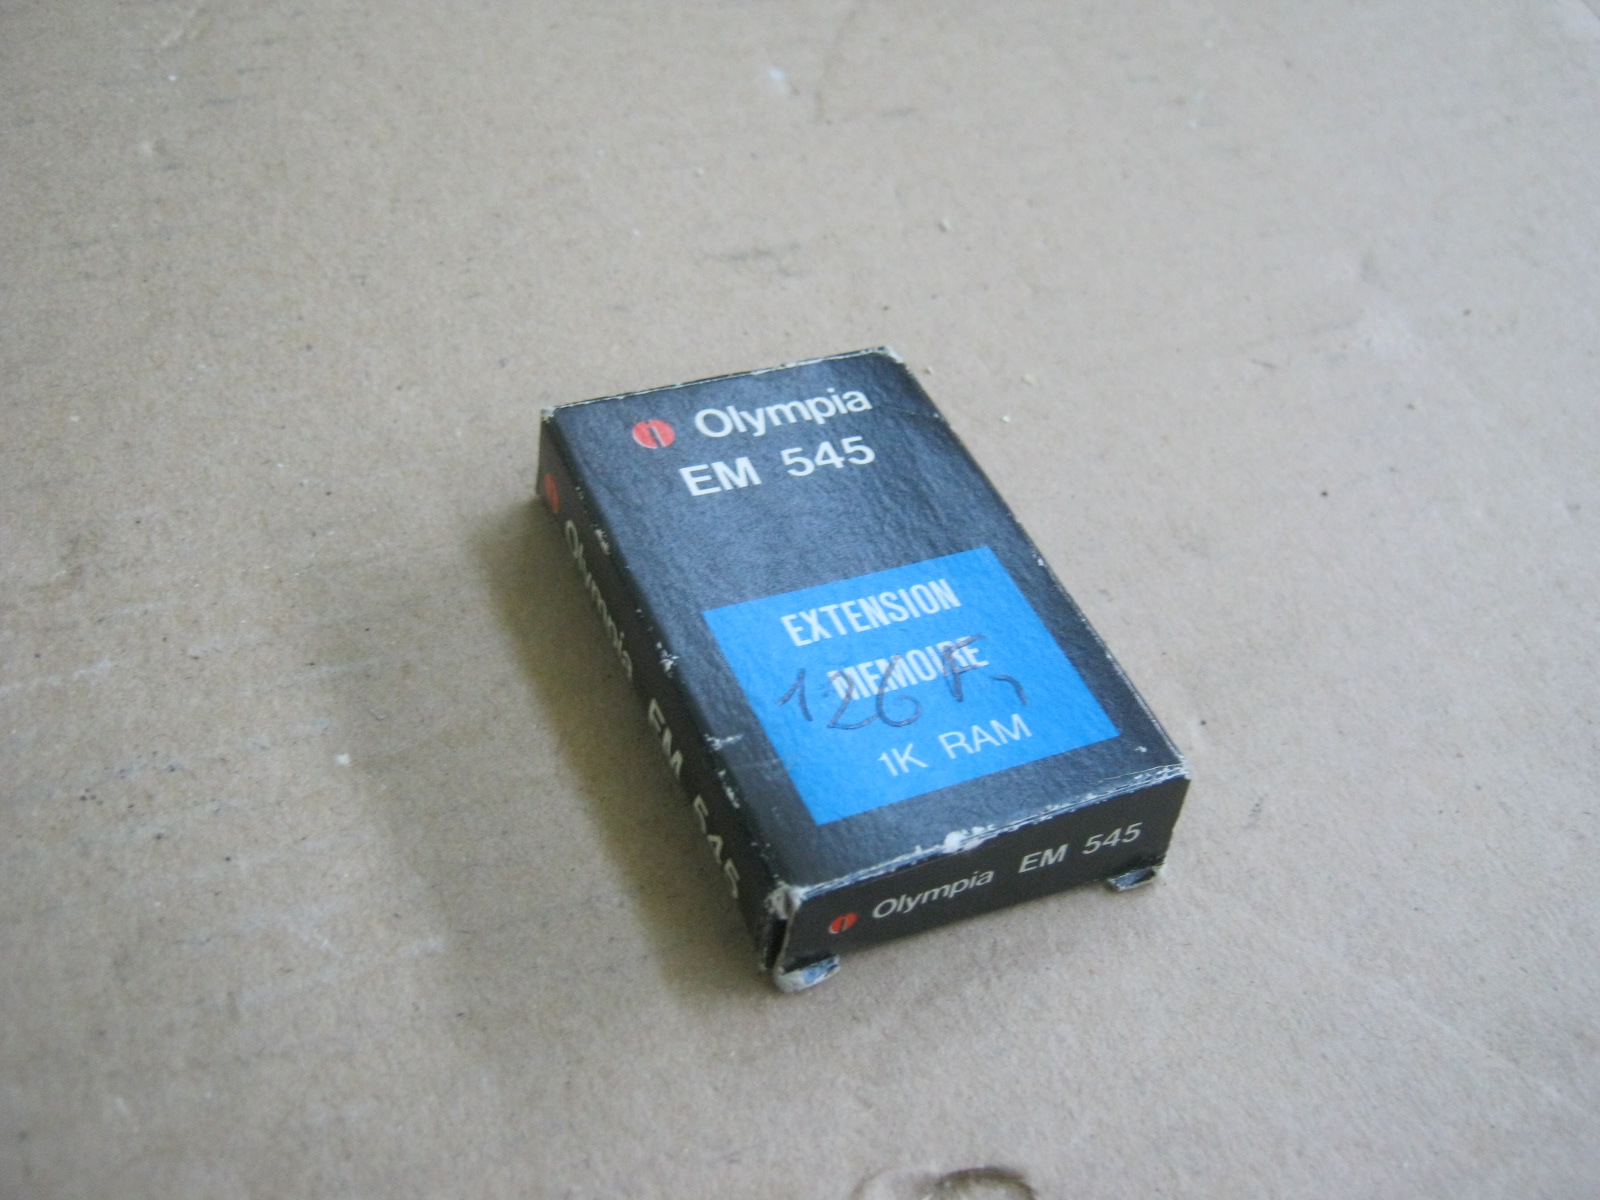 Olympia
EM 545
EXTENSION
MEMOIRE
126 F,
1K RAM
Olympia EM 545
Olympia EM 545